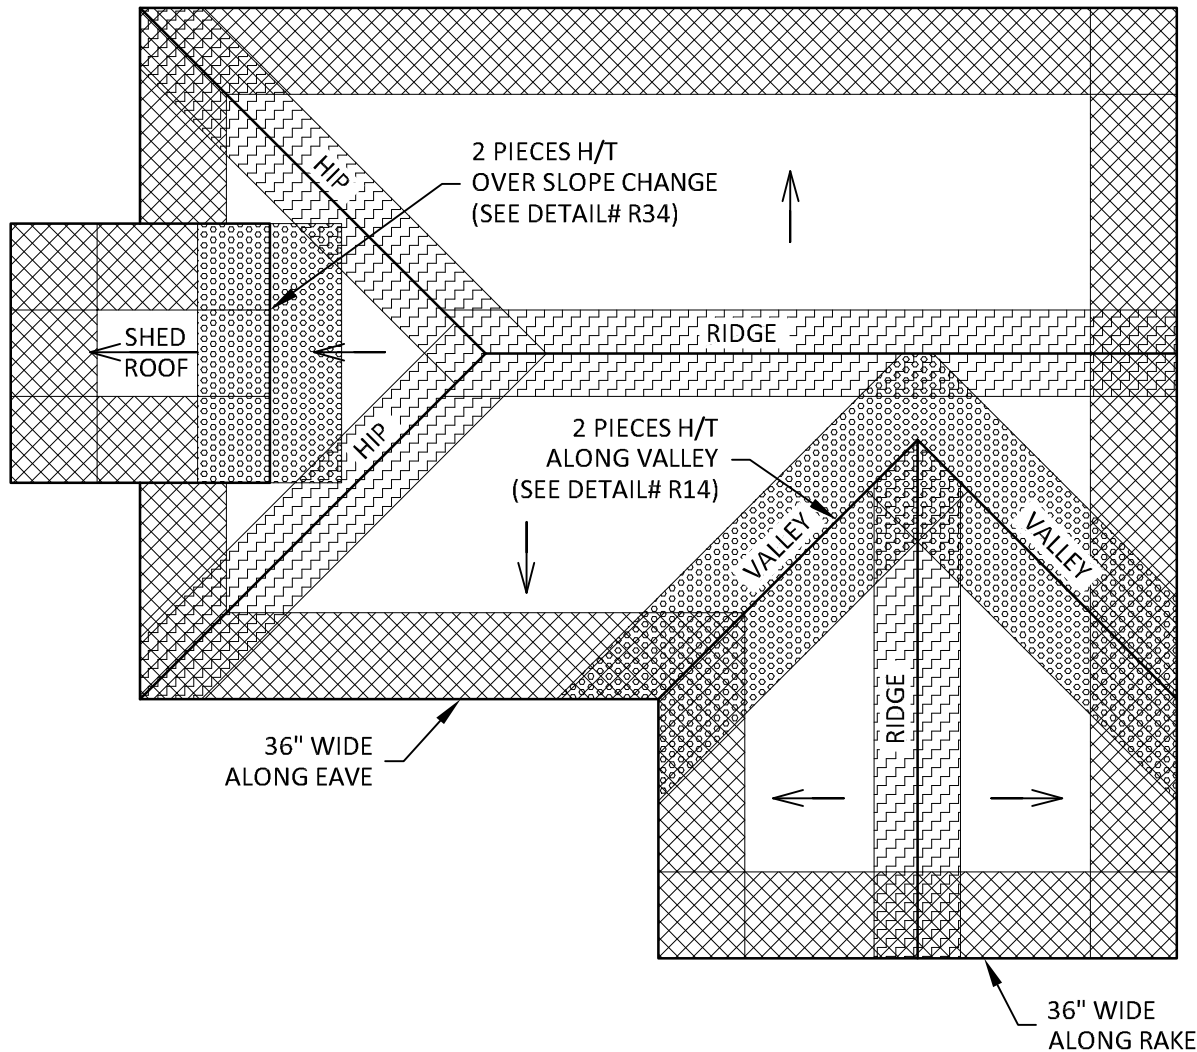 HIP
2 PIECES H/T
OVER SLOPE CHANGE
(SEE DETAIL# R34)
SHED
ROOF
RIDGE
HIP
2 PIECES H/T
ALONG VALLEY
(SEE DETAIL# R14)
VALLEY
VALLEY
RIDGE
36" WIDE
ALONG EAVE
36" WIDE
ALONG RAKE